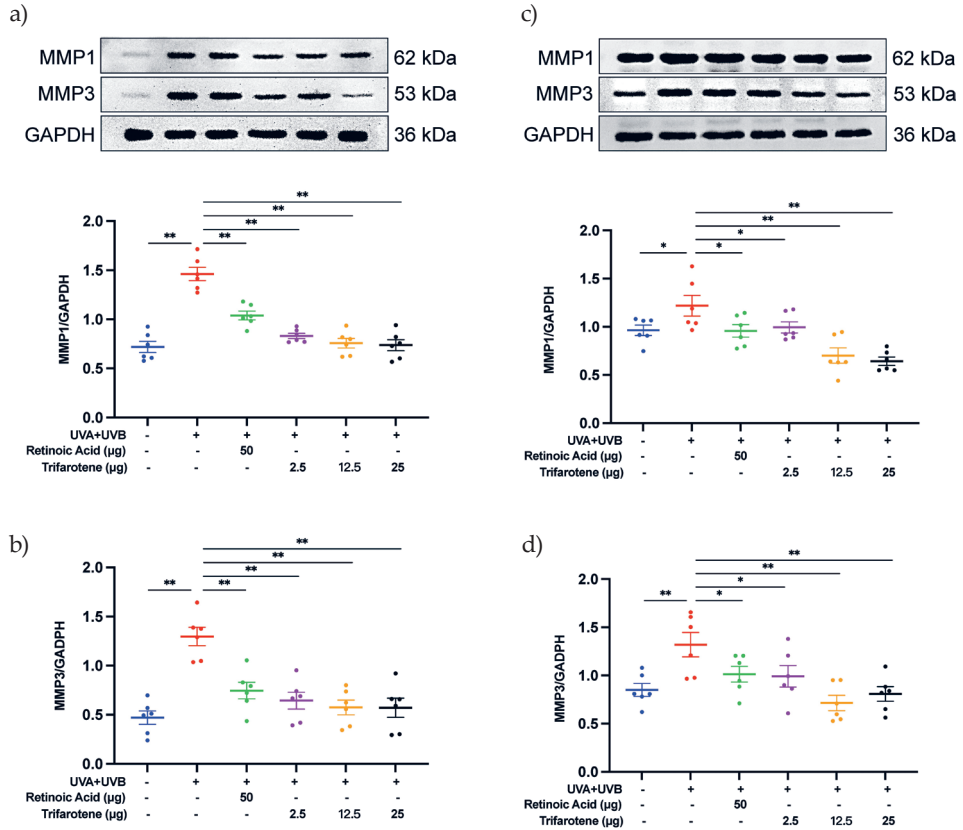 a)
MMP1 62 kDa
MMP3 53 kDa
GAPDH 36 kDa
**
**
**
** **
MMP1/GAPDH
2.0
1.5
1.0
0.5
0.0
UVA+UVB - + + + + +
Retinoic Acid (µg) - - 50 - - -
Trifarotene (µg) - - - 2.5 12.5 25
b)
**
**
**
** **
MMP3/GADPH
2.0
1.5
1.0
0.5
0.0
UVA+UVB - + + + + +
Retinoic Acid (µg) - - 50 - - -
Trifarotene (µg) - - - 2.5 12.5 25
c)
MMP1 62 kDa
MMP3 53 kDa
GAPDH 36 kDa
**
**
*
* *
MMP1/GAPDH
2.0
1.5
1.0
0.5
0.0
UVA+UVB - + + + + +
Retinoic Acid (µg) - - 50 - - -
Trifarotene (µg) - - - 2.5 12.5 25
d)
**
**
*
** *
MMP3/GADPH
2.0
1.5
1.0
0.5
0.0
UVA+UVB - + + + + +
Retinoic Acid (µg) - - 50 - - -
Trifarotene (µg) - - - 2.5 12.5 25